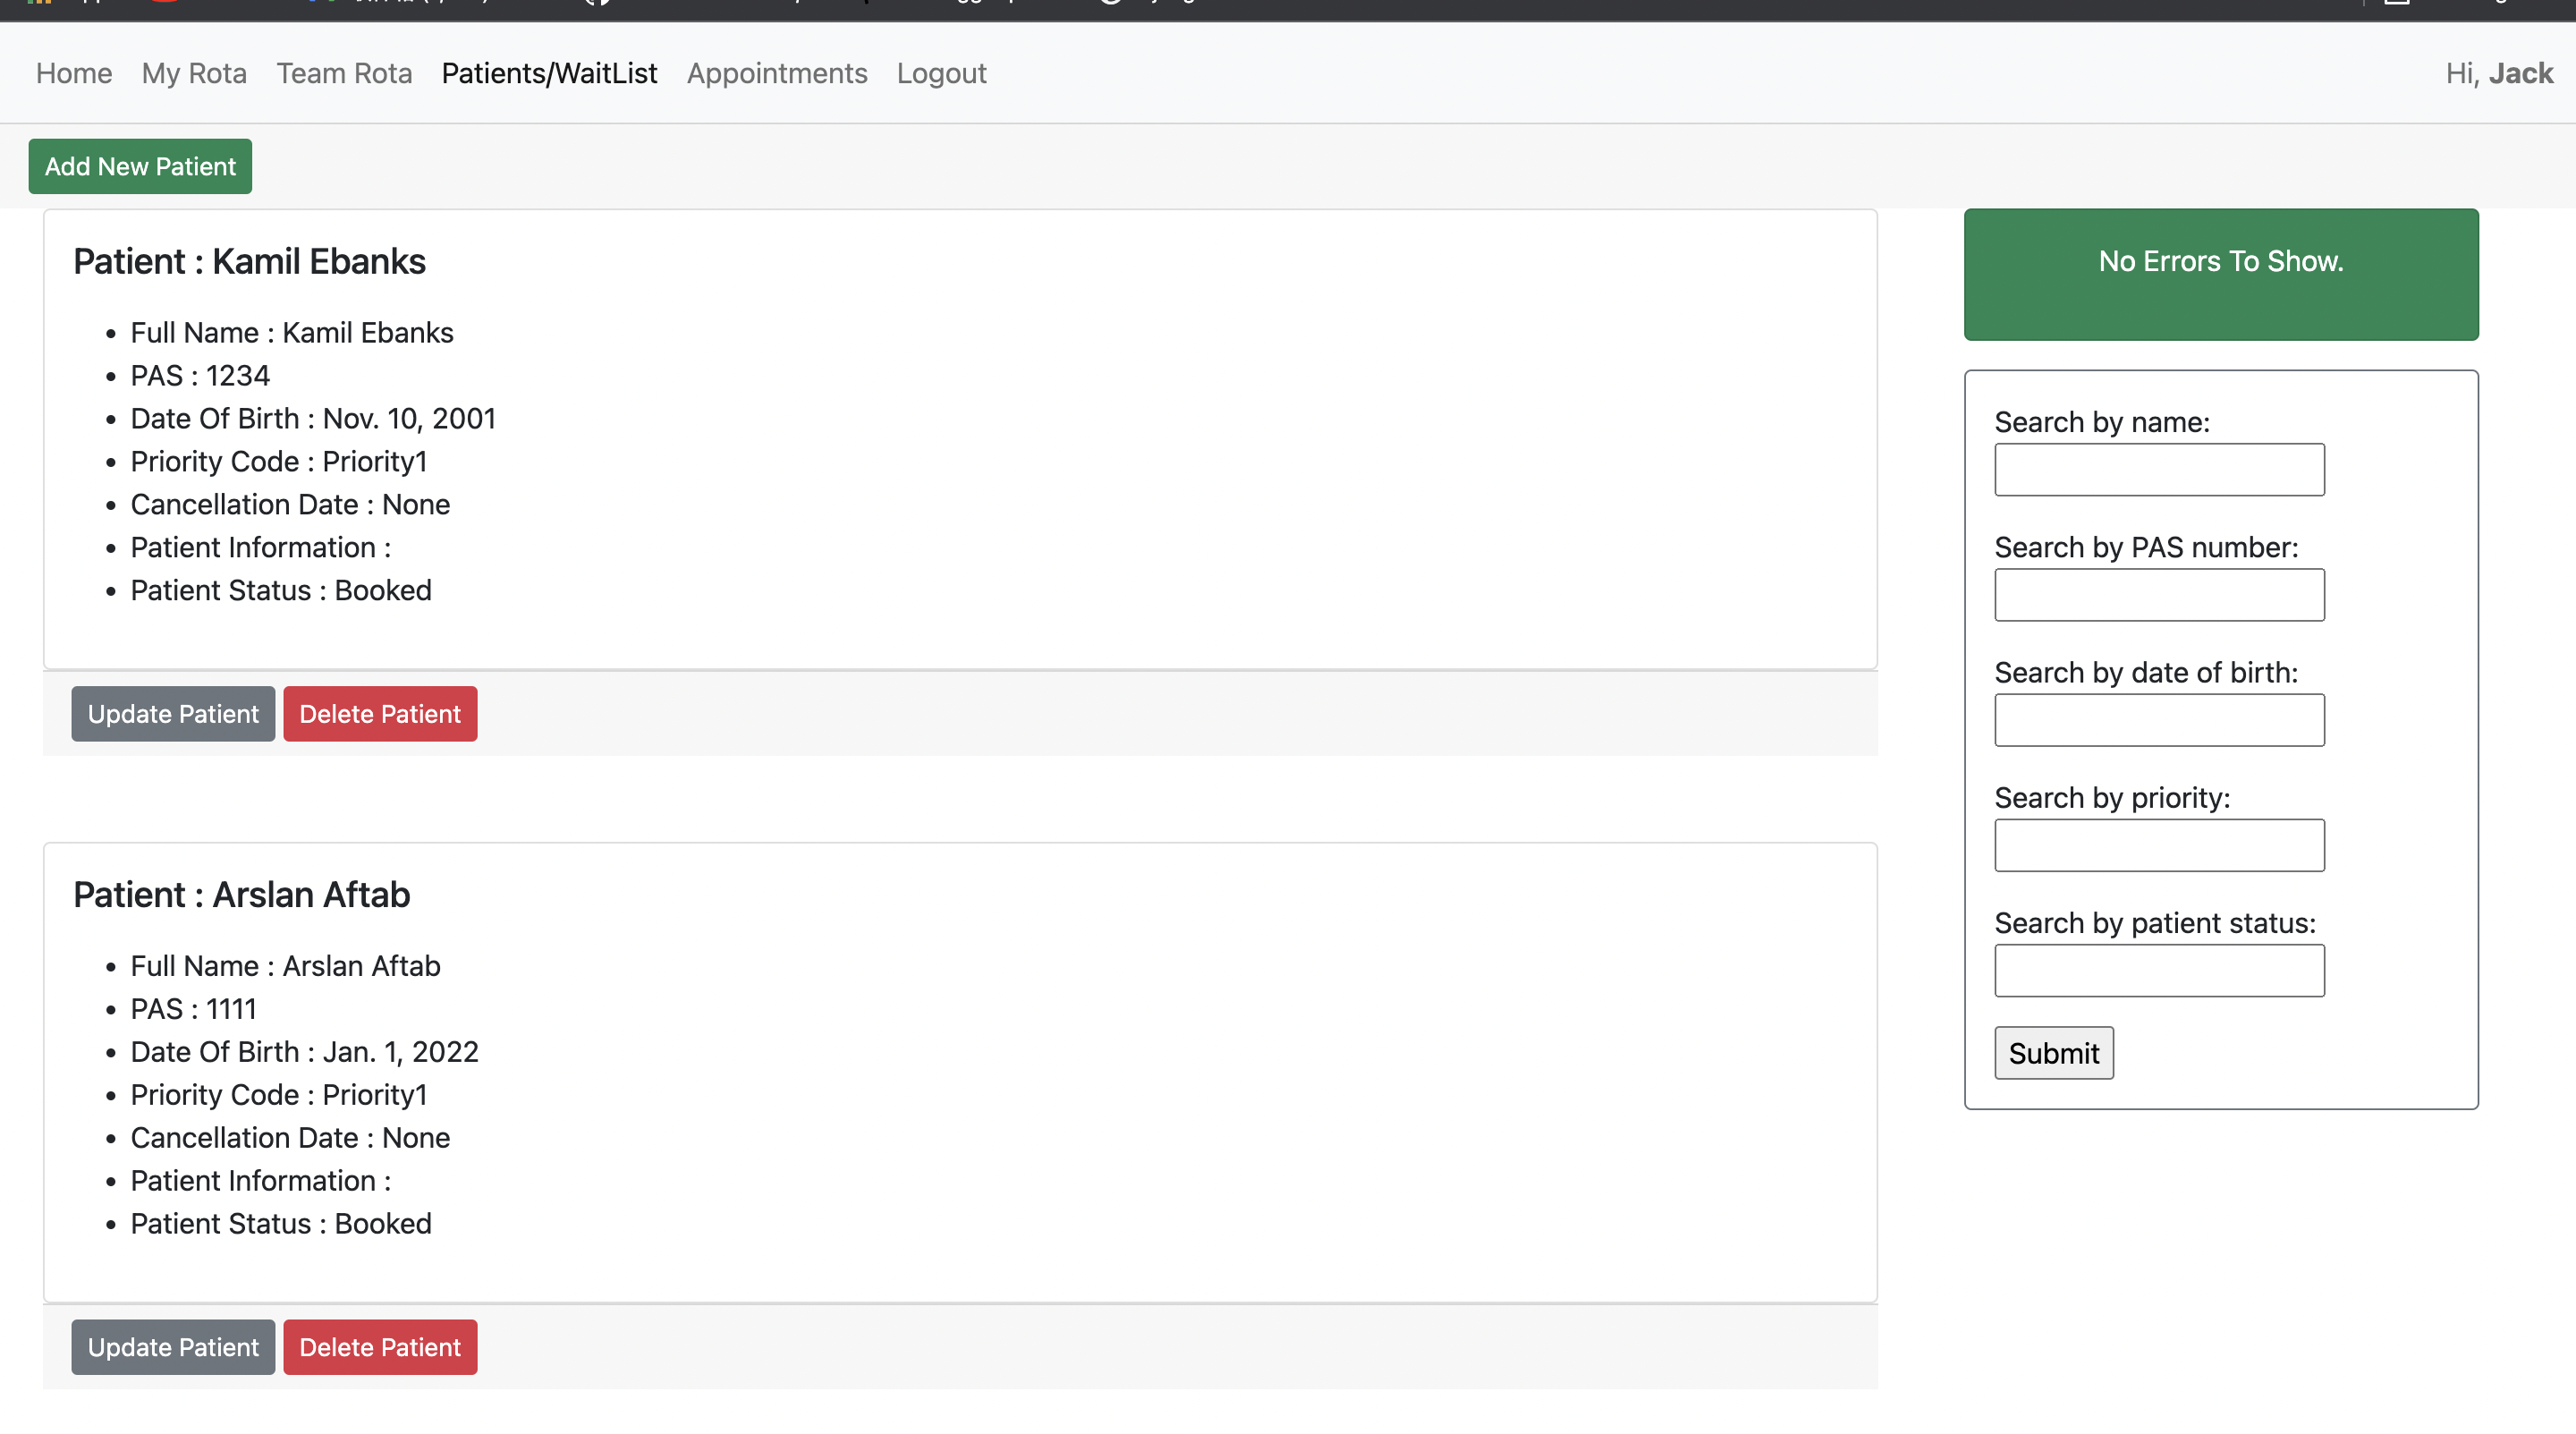 Home My Rota Team Rota Patients/WaitList Appointments Logout Hi, Jack
Add New Patient
Patient : Kamil Ebanks
Full Name : Kamil Ebanks
PAS : 1234
Date Of Birth : Nov. 10, 2001
Priority Code : Priority1
Cancellation Date : None
Patient Information :
Patient Status : Booked
Update Patient Delete Patient
Patient : Arslan Aftab
Full Name : Arslan Aftab
PAS : 1111
Date Of Birth : Jan. 1, 2022
Priority Code : Priority1
Cancellation Date : None
Patient Information :
Patient Status : Booked
Update Patient Delete Patient
No Errors To Show.
Search by name:
Search by PAS number:
Search by date of birth:
Search by priority:
Search by patient status:
Submit